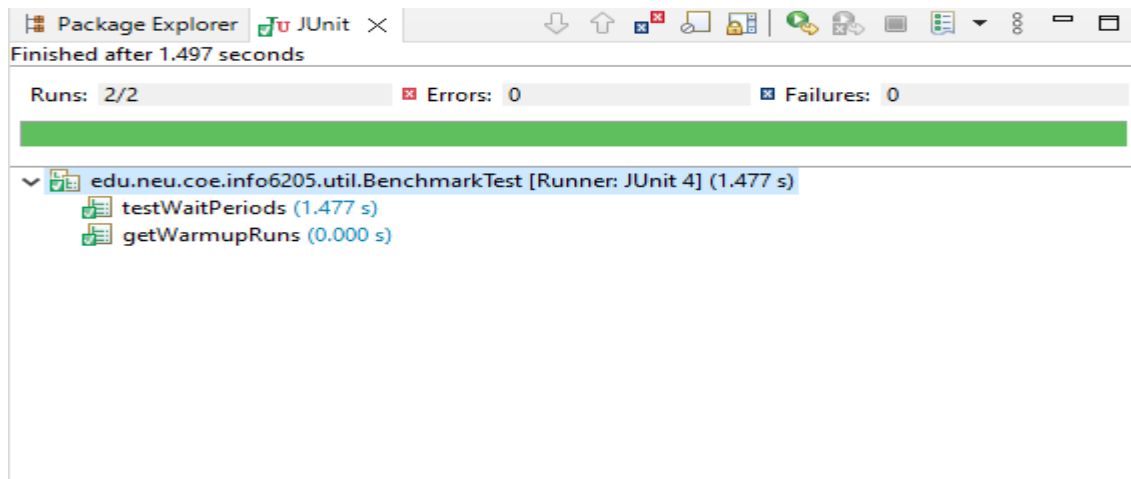 Package Explorer JUnit
Finished after 1.497 seconds
Runs: 2/2 Errors: 0 Failures: 0
edu.neu.coe.info6205.util.BenchmarkTest [Runner: JUnit 4] (1.477 s)
testWaitPeriods (1.477 s)
getWarmupRuns (0.000 s)